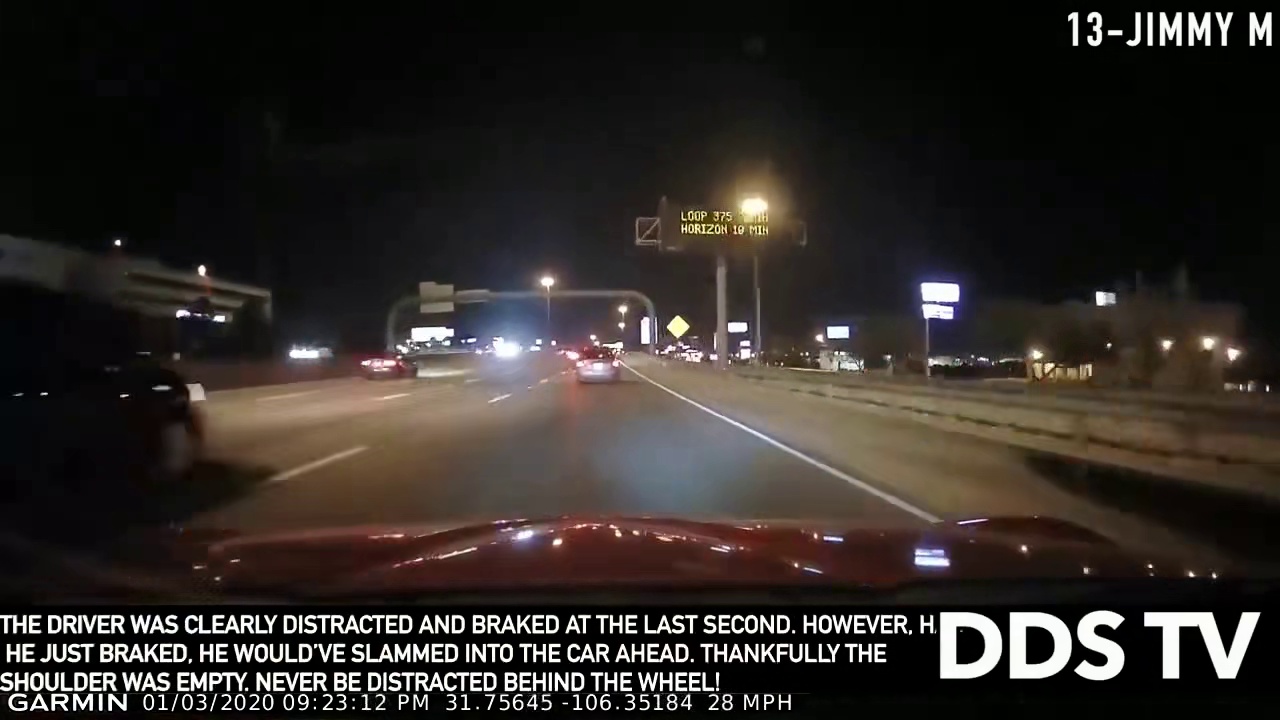 13-JIMMY M
LOOP 375 MIN
HORIZON 10 MIN
THE DRIVER WAS CLEARLY DISTRACTED AND BRAKED AT THE LAST SECOND. HOWEVER, H
HE JUST BRAKED, HE WOULD'VE SLAMMED INTO THE CAR AHEAD. THANKFULLY THE
SHOULDER WAS EMPTY. NEVER BE DISTRACTED BEHIND THE WHEEL!
DDS TV
GARMIN 01/03/2020 09:23:12 PM 31.75645 -106.35184 28 MPH